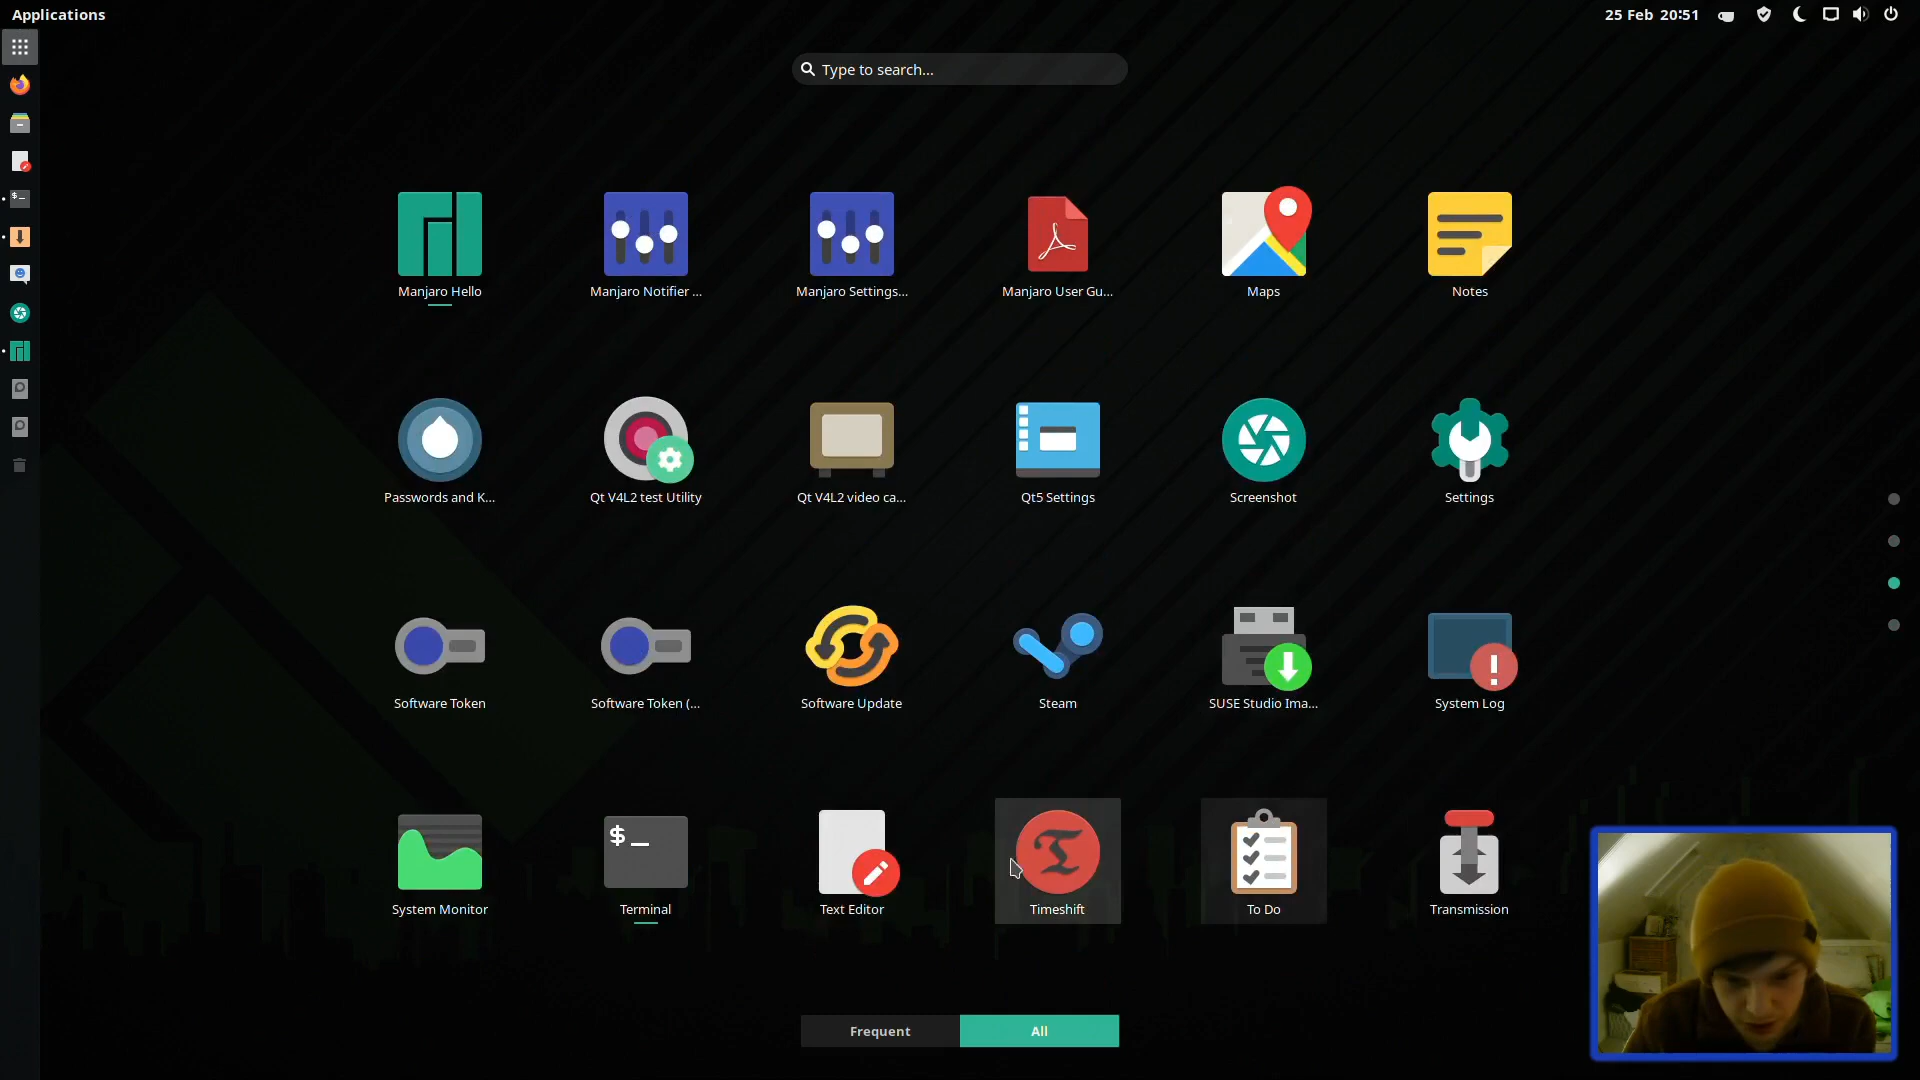 Applications
25 Feb 20:51
Type to search...
Manjaro Hello
Manjaro Notifier ...
Manjaro Settings...
Manjaro User Gu...
Maps
Notes
Passwords and K...
Qt V4L2 test Utility
Qt V4L2 video ca...
Qt5 Settings
Screenshot
Settings
Software Token
Software Token (...
Software Update
Steam
SUSE Studio Ima...
System Log
$_
System Monitor
Terminal
Text Editor
Timeshift
To Do
Transmission
Frequent
All